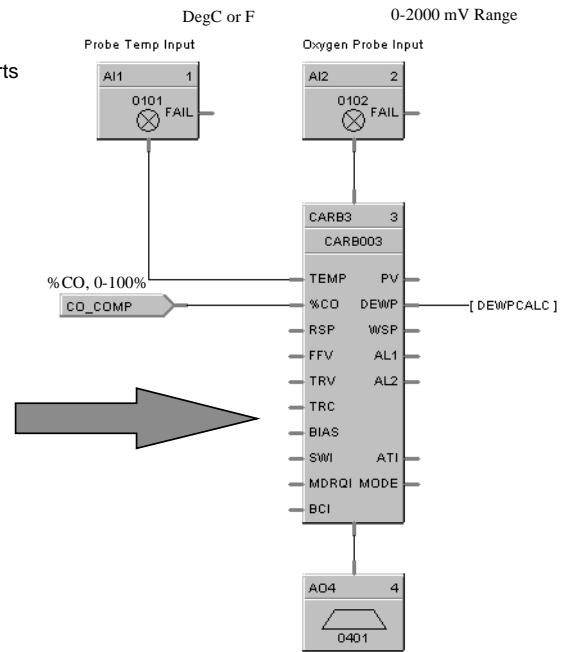 DegC or F
0-2000 mV Range
Probe Temp Input
Oxygen Probe Input
AI1 1
0101
FAIL
AI2 2
0102
FAIL
CARB3 3
CARB003
TEMP PV
%CO, 0-100%
CO_COMP
%CO DEWP
[ DEWPCALC ]
RSP WSP
FFV AL1
TRV AL2
TRC
BIAS
SWI ATI
MDRQI MODE
BCI
AO4 4
0401